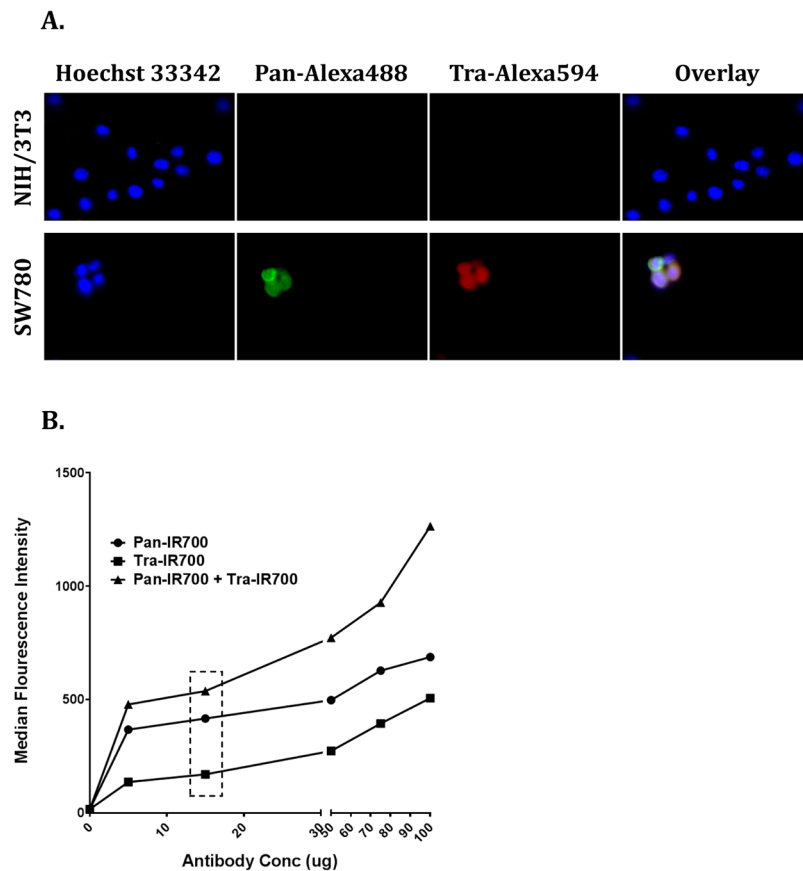 A.
Hoechst 33342 Pan-Alexa488 Tra-Alexa594 Overlay
NIH/3T3
SW780
B.
1500
1000
500
0
Median Flourescence Intensity
Pan-IR700
Tra-IR700
Pan-IR700 + Tra-IR700
0 10 20 30 50 60 70 80 90 100
Antibody Conc (ug)